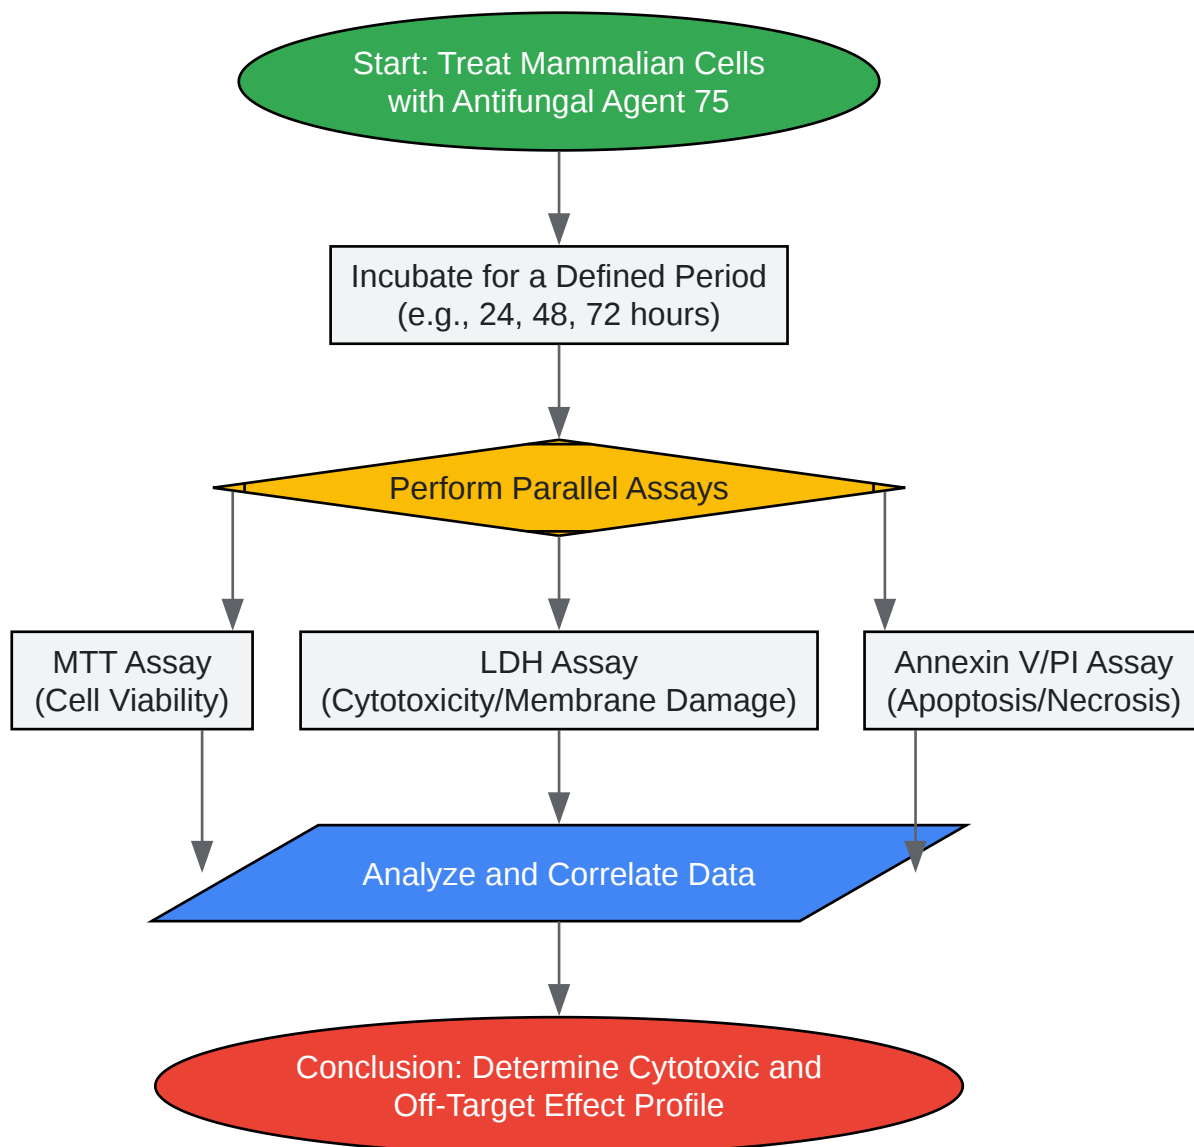 Start: Treat Mammalian Cells
with Antifungal Agent 75
Incubate for a Defined Period
(e.g., 24, 48, 72 hours)
Perform Parallel Assays
MTT Assay
(Cell Viability)
LDH Assay
(Cytotoxicity/Membrane Damage)
Annexin V/PI Assay
(Apoptosis/Necrosis)
Analyze and Correlate Data
Conclusion: Determine Cytotoxic and
Off-Target Effect Profile